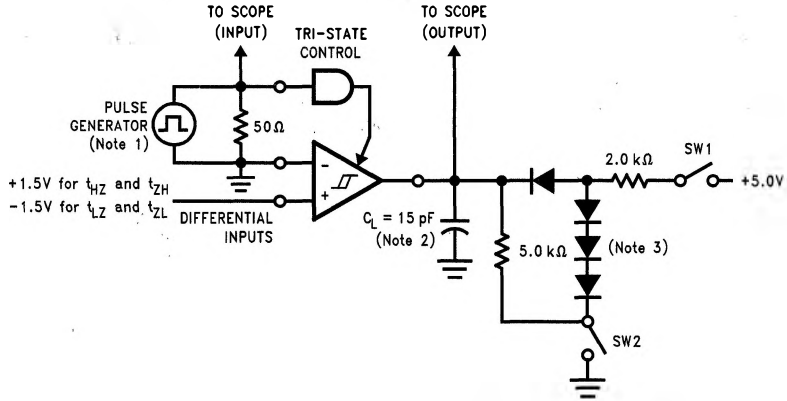 TO SCOPE
(INPUT)
TO SCOPE
(OUTPUT)
TRI-STATE
CONTROL
PULSE
GENERATOR
(Note 1)
50Ω
2.0 kΩ
SW1
+5.0V
+1.5V for tHZ and tZH
-1.5V for tLZ and tZL
DIFFERENTIAL
INPUTS
-
+
CL = 15 pF
(Note 2)
5.0 kΩ
(Note 3)
SW2